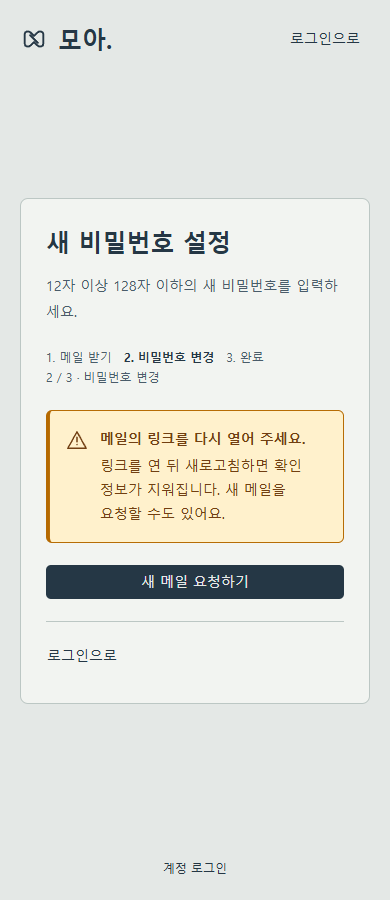 모아.
로그인으로
새 비밀번호 설정
12자 이상 128자 이하의 새 비밀번호를 입력하
세요.
1. 메일 받기 2. 비밀번호 변경 3. 완료
2 / 3 · 비밀번호 변경
메일의 링크를 다시 열어 주세요.
링크를 연 뒤 새로고침하면 확인
정보가 지워집니다. 새 메일을
요청할 수도 있어요.
새 메일 요청하기
로그인으로
계정 로그인